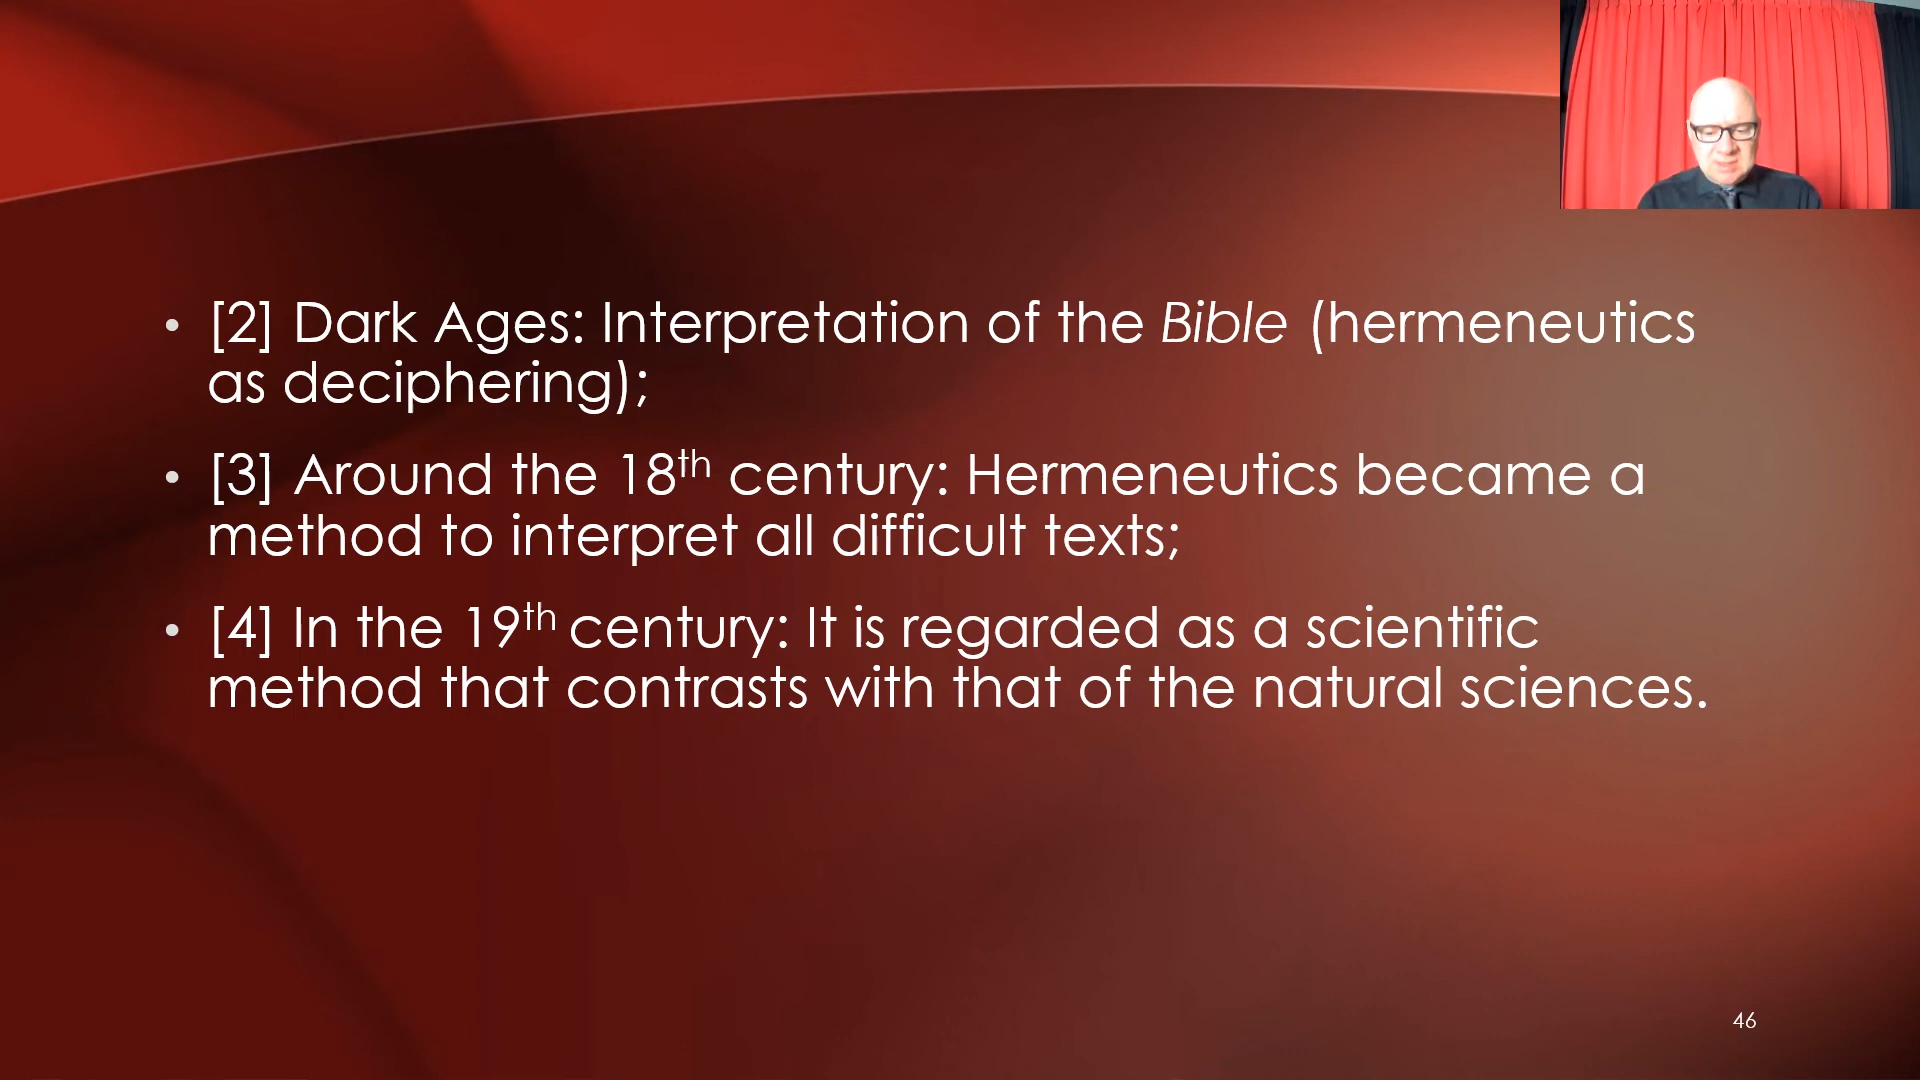 • [2] Dark Ages: Interpretation of the Bible (hermeneutics
as deciphering);
• [3] Around the 18th century: Hermeneutics became a
method to interpret all difficult texts;
• [4] In the 19th century: It is regarded as a scientific
method that contrasts with that of the natural sciences.
46